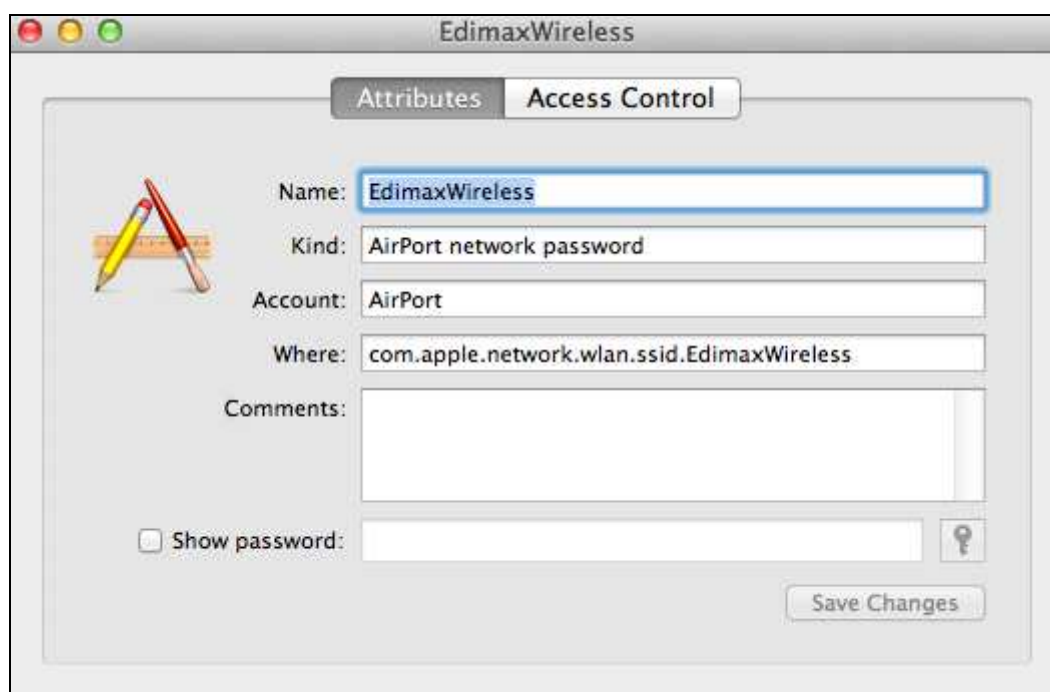 EdimaxWireless
Attributes Access Control
Name: EdimaxWireless
Kind: AirPort network password
Account: AirPort
Where: com.apple.network.wlan.ssid.EdimaxWireless
Comments:
Show password:
Save Changes